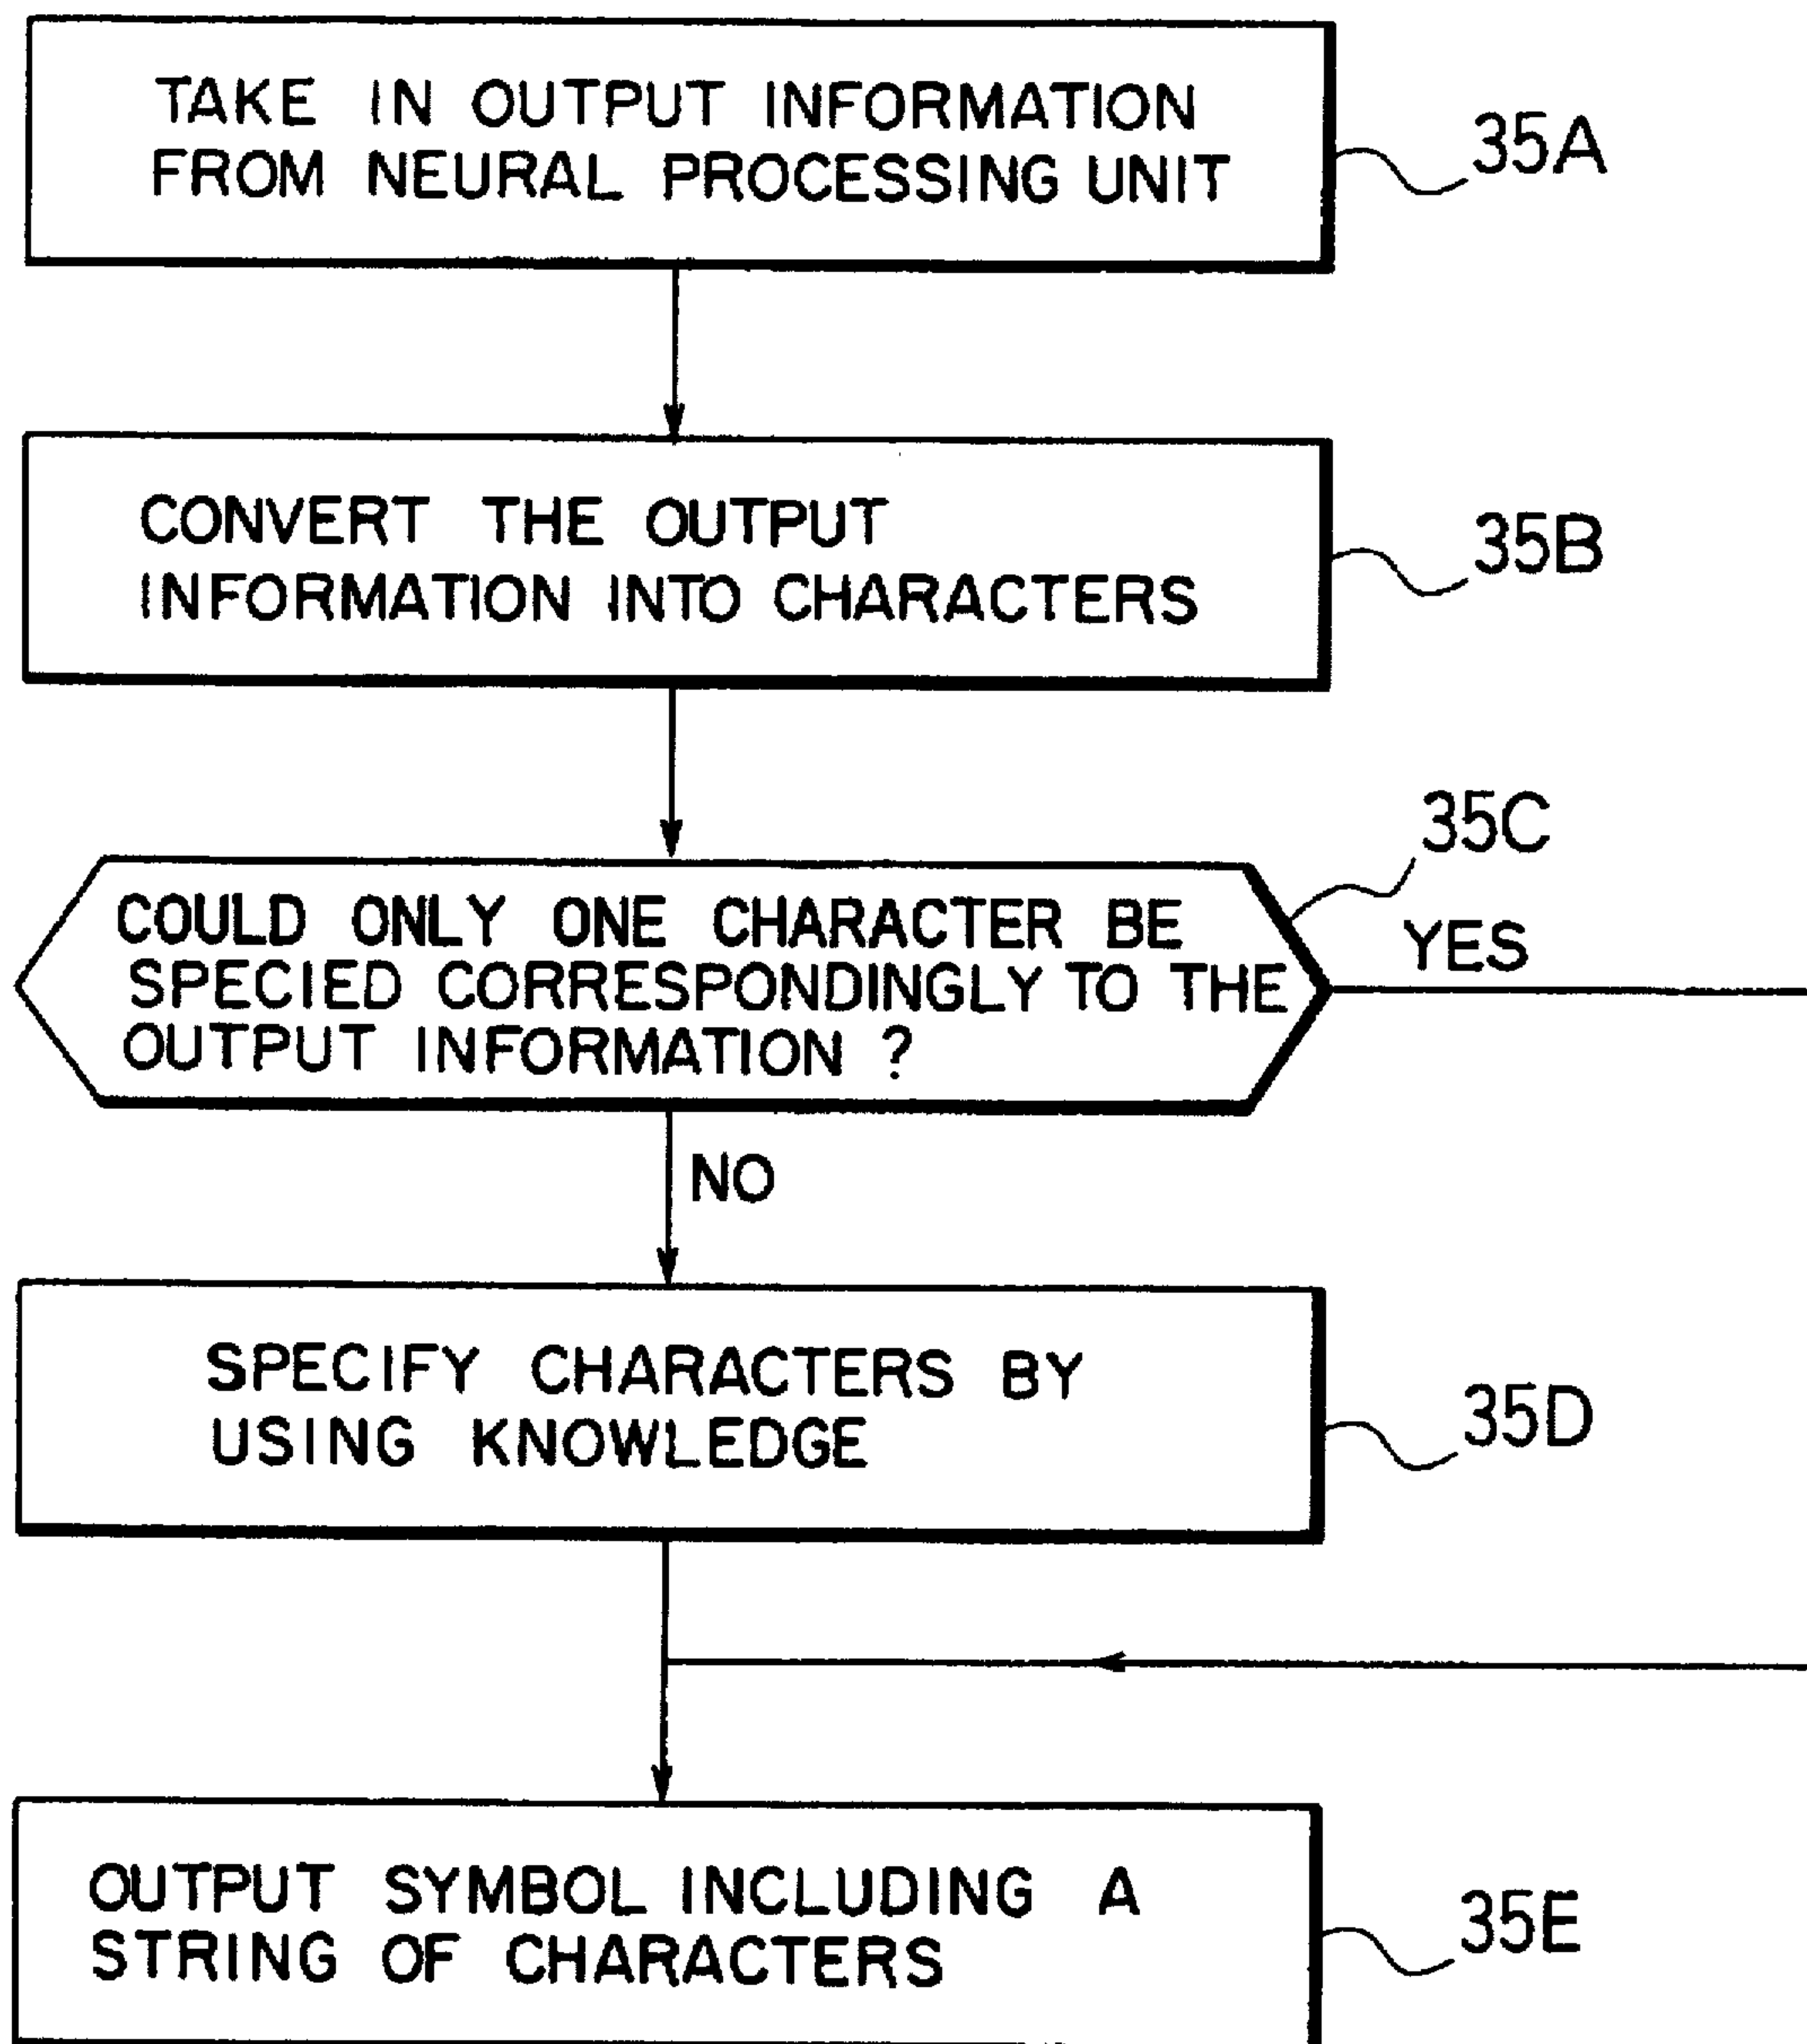 TAKE IN OUTPUT INFORMATION
FROM NEURAL PROCESSING UNIT
35A
CONVERT THE OUTPUT
INFORMATION INTO CHARACTERS
35B
35C
COULD ONLY ONE CHARACTER BE
SPECIED CORRESPONDINGLY TO THE
OUTPUT INFORMATION ?
YES
NO
SPECIFY CHARACTERS BY
USING KNOWLEDGE
35D
OUTPUT SYMBOL INCLUDING A
STRING OF CHARACTERS
35E